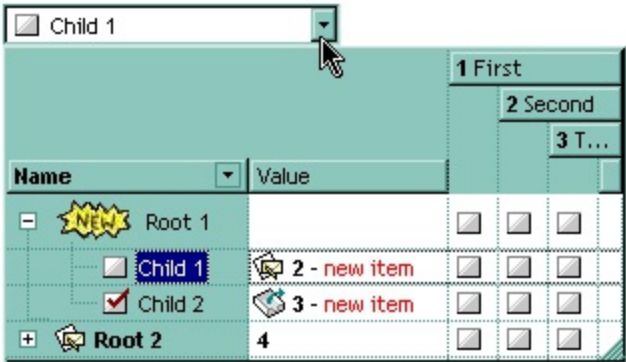 Child 1
1 First
2 Second
3 T...
Name Value
NEW Root 1
Child 1 2 - new item
Child 2 3 - new item
Root 2 4